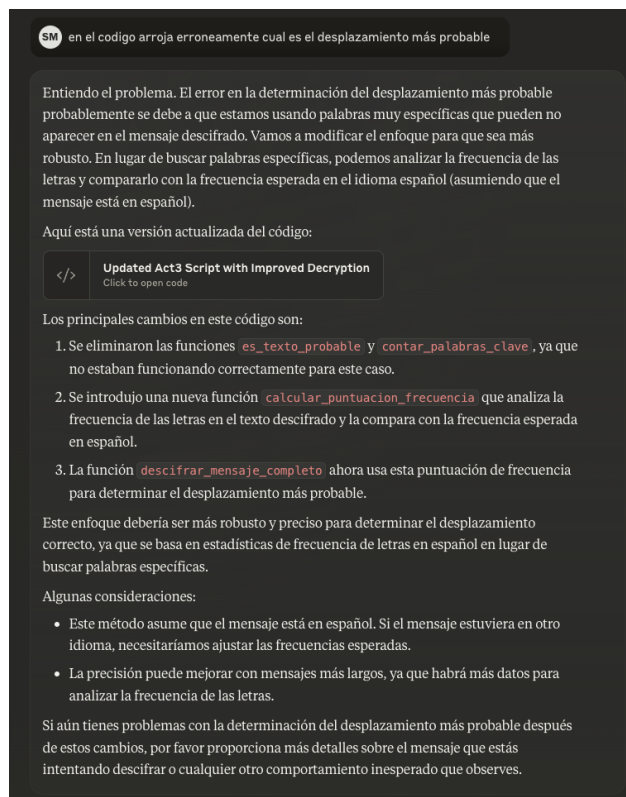 SM en el codigo arroja erroneamente cual es el desplazamiento más probable
Entiendo el problema. El error en la determinación del desplazamiento más probable
probablemente se debe a que estamos usando palabras muy específicas que pueden no
aparecer en el mensaje descifrado. Vamos a modificar el enfoque para que sea más
robusto. En lugar de buscar palabras específicas, podemos analizar la frecuencia de las
letras y compararlo con la frecuencia esperada en el idioma español (asumiendo que el
mensaje está en español).
Aquí está una versión actualizada del código:
</> Updated Act3 Script with Improved Decryption
Click to open code
Los principales cambios en este código son:
1. Se eliminaron las funciones es_texto_probable y contar_palabras_clave, ya que
no estaban funcionando correctamente para este caso.
2. Se introdujo una nueva función calcular_puntuacion_frecuencia que analiza la
frecuencia de las letras en el texto descifrado y la compara con la frecuencia esperada
en español.
3. La función descifrar_mensaje_completo ahora usa esta puntuación de frecuencia
para determinar el desplazamiento más probable.
Este enfoque debería ser más robusto y preciso para determinar el desplazamiento
correcto, ya que se basa en estadísticas de frecuencia de letras en español en lugar de
buscar palabras específicas.
Algunas consideraciones:
• Este método asume que el mensaje está en español. Si el mensaje estuviera en otro
idioma, necesitaríamos ajustar las frecuencias esperadas.
• La precisión puede mejorar con mensajes más largos, ya que habrá más datos para
analizar la frecuencia de las letras.
Si aún tienes problemas con la determinación del desplazamiento más probable después
de estos cambios, por favor proporciona más detalles sobre el mensaje que estás
intentando descifrar o cualquier otro comportamiento inesperado que observes.